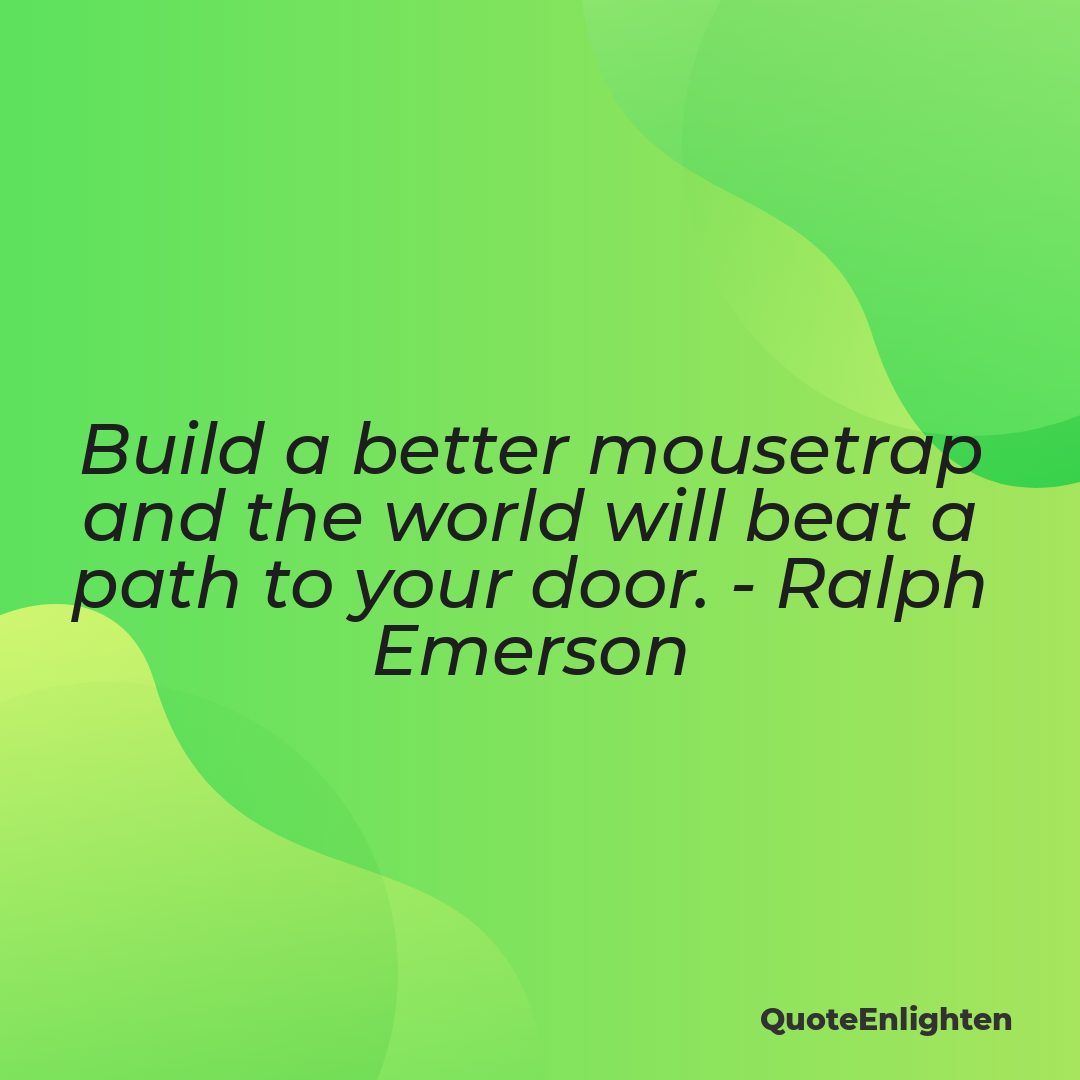 Build a better mousetrap
and the world will beat a
path to your door. - Ralph
Emerson
QuoteEnlighten